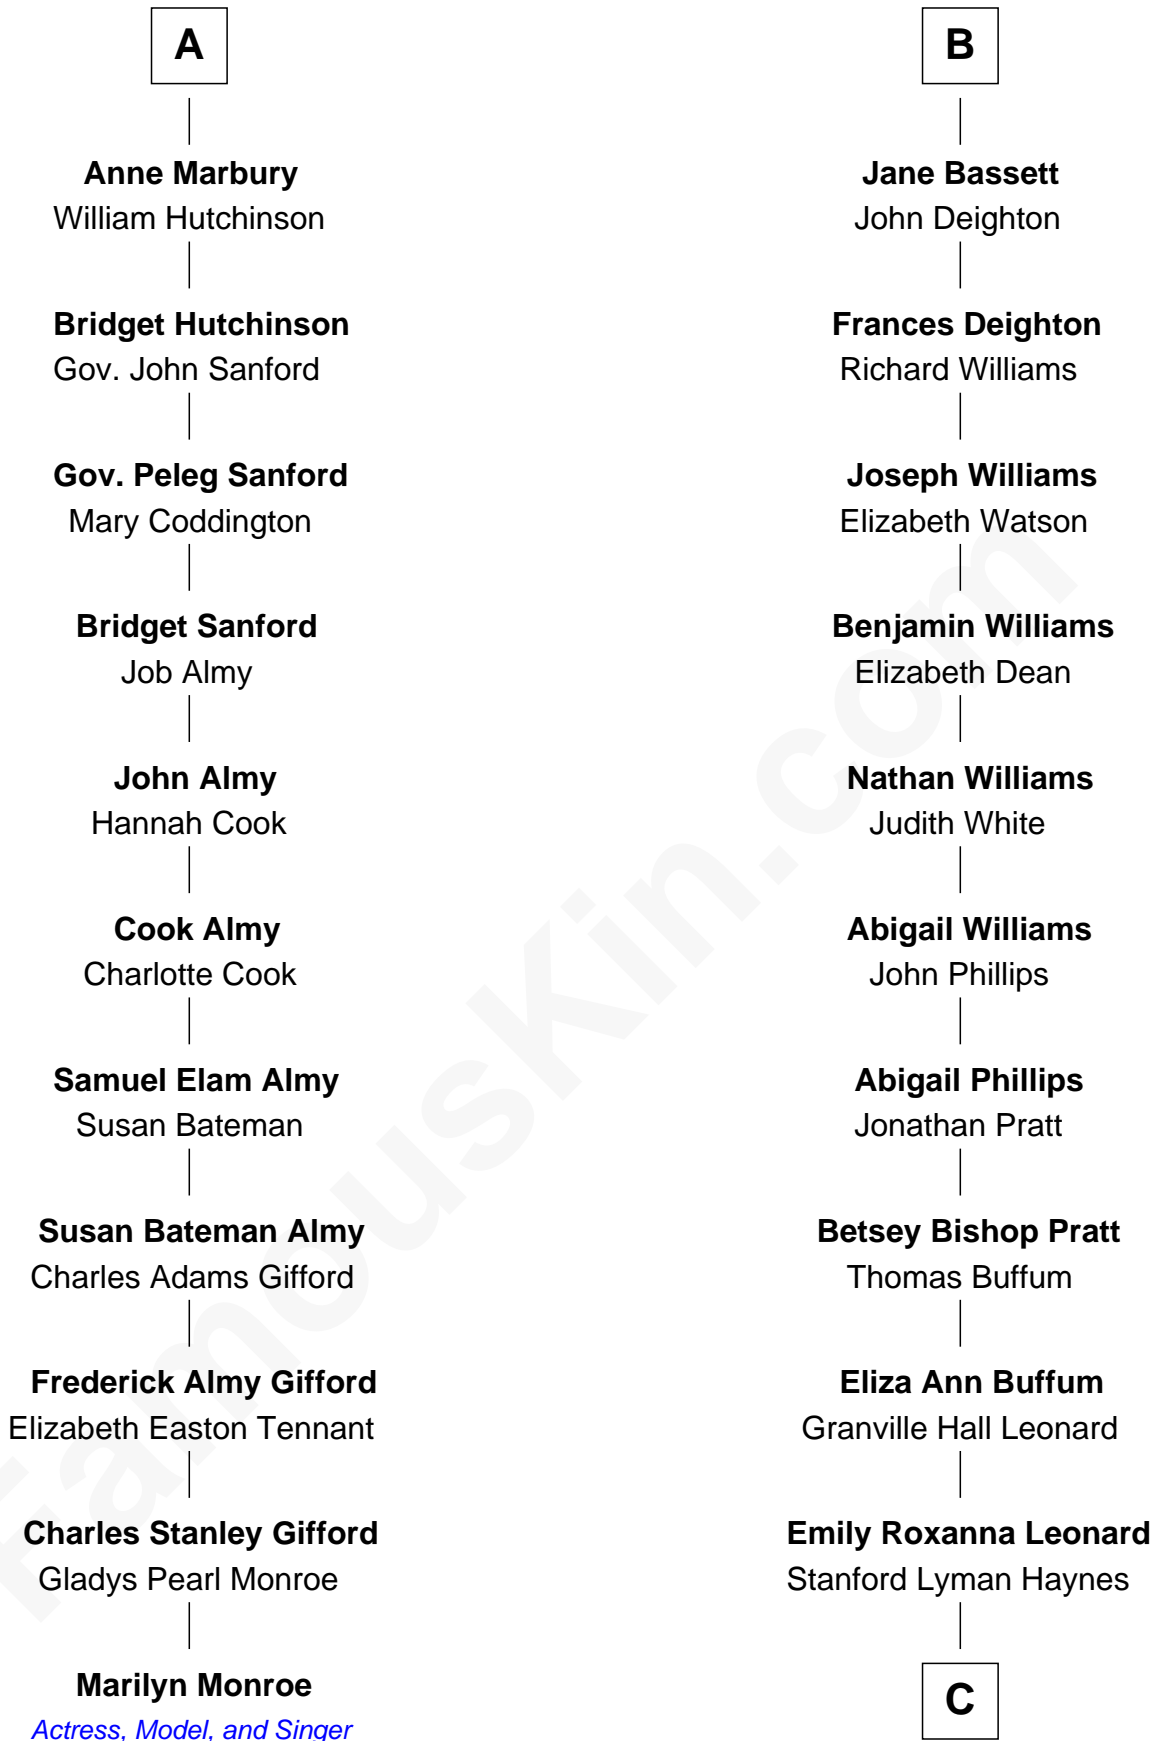 A
Anne Marbury
William Hutchinson
Bridget Hutchinson
Gov. John Sanford
Gov. Peleg Sanford
Mary Coddington
Bridget Sanford
Job Almy
John Almy
Hannah Cook
Cook Almy
Charlotte Cook
Samuel Elam Almy
Susan Bateman
Susan Bateman Almy
Charles Adams Gifford
Frederick Almy Gifford
Elizabeth Easton Tennant
Charles Stanley Gifford
Gladys Pearl Monroe
Marilyn Monroe
Actress, Model, and Singer
B
Jane Bassett
John Deighton
Frances Deighton
Richard Williams
Joseph Williams
Elizabeth Watson
Benjamin Williams
Elizabeth Dean
Nathan Williams
Judith White
Abigail Williams
John Phillips
Abigail Phillips
Jonathan Pratt
Betsey Bishop Pratt
Thomas Buffum
Eliza Ann Buffum
Granville Hall Leonard
Emily Roxanna Leonard
Stanford Lyman Haynes
C
FamousKin.com